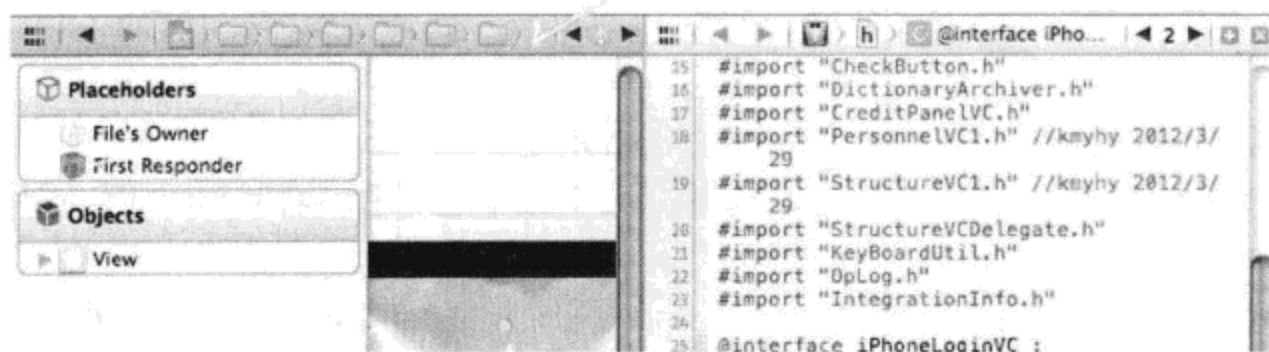 h @interface iPho... 2
Placeholders
File's Owner
First Responder
Objects
View
15 #import "CheckButton.h"
16 #import "DictionaryArchiver.h"
17 #import "CreditPanelVC.h"
18 #import "PersonnelVC1.h" //kmyhy 2012/3/
29
19 #import "StructureVC1.h" //kmyhy 2012/3/
29
20 #import "StructureVCDelegate.h"
21 #import "KeyBoardUtil.h"
22 #import "OpLog.h"
23 #import "IntegrationInfo.h"
24
25 @interface iPhoneLoginVC :